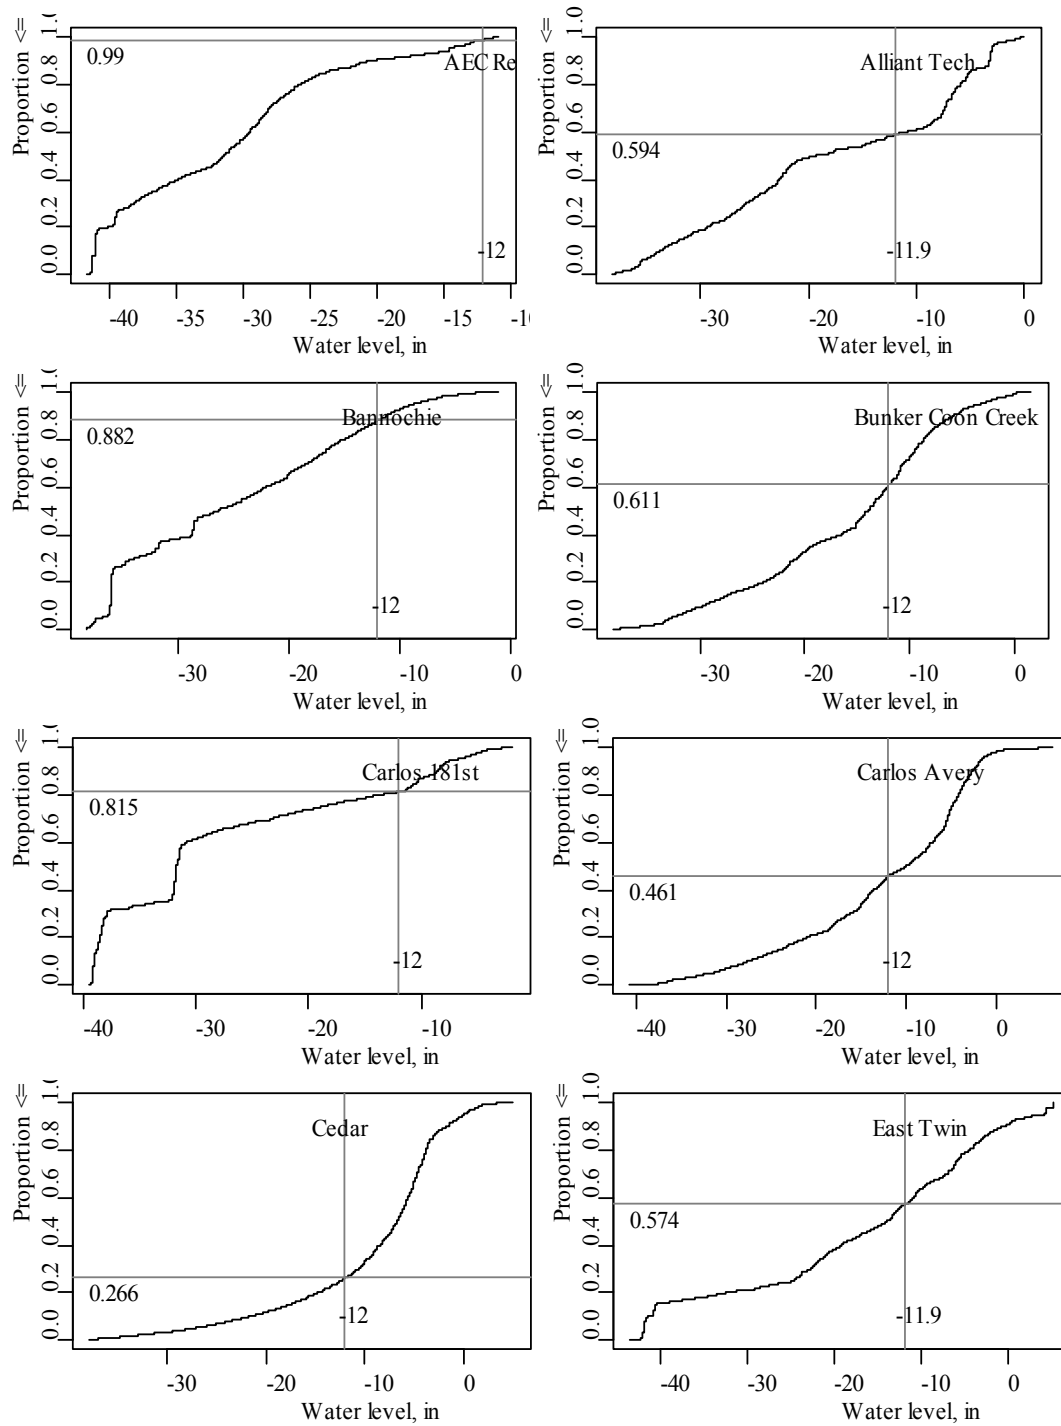 Proportion <=
0.0 0.2 0.4 0.6 0.8 1.0
0.99
AEC Re
-12
-40 -35 -30 -25 -20 -15
Water level, in
Proportion <=
0.0 0.2 0.4 0.6 0.8 1.0
Alliant Tech
0.594
-11.9
-30 -20 -10 0
Water level, in
Proportion <=
0.0 0.2 0.4 0.6 0.8 1.0
Bannochie
0.882
-12
-30 -20 -10 0
Water level, in
Proportion <=
0.0 0.2 0.4 0.6 0.8 1.0
Bunker Coon Creek
0.611
-12
-30 -20 -10 0
Water level, in
Proportion <=
0.0 0.2 0.4 0.6 0.8 1.0
Carlos 181st
0.815
-12
-40 -30 -20 -10
Water level, in
Proportion <=
0.0 0.2 0.4 0.6 0.8 1.0
Carlos Avery
0.461
-12
-40 -30 -20 -10 0
Water level, in
Proportion <=
0.0 0.2 0.4 0.6 0.8 1.0
Cedar
0.266
-12
-30 -20 -10 0
Water level, in
Proportion <=
0.0 0.2 0.4 0.6 0.8 1.0
East Twin
0.574
-11.9
-40 -30 -20 -10 0
Water level, in